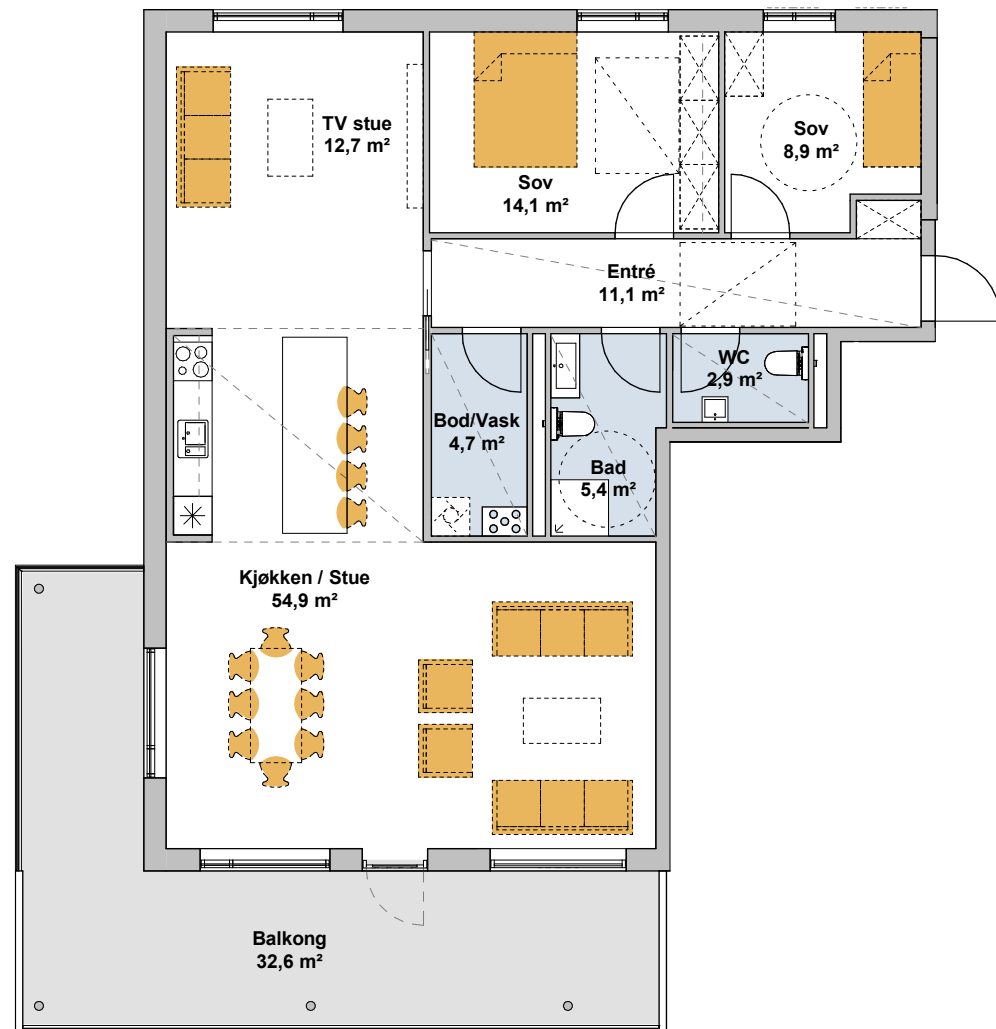 TV stue
12,7 m²
Sov
14,1 m²
Sov
8,9 m²
Entré
11,1 m²
WC
2,9 m²
Bod/Vask
4,7 m²
Bad
5,4 m²
Kjøkken / Stue
54,9 m²
Balkong
32,6 m²